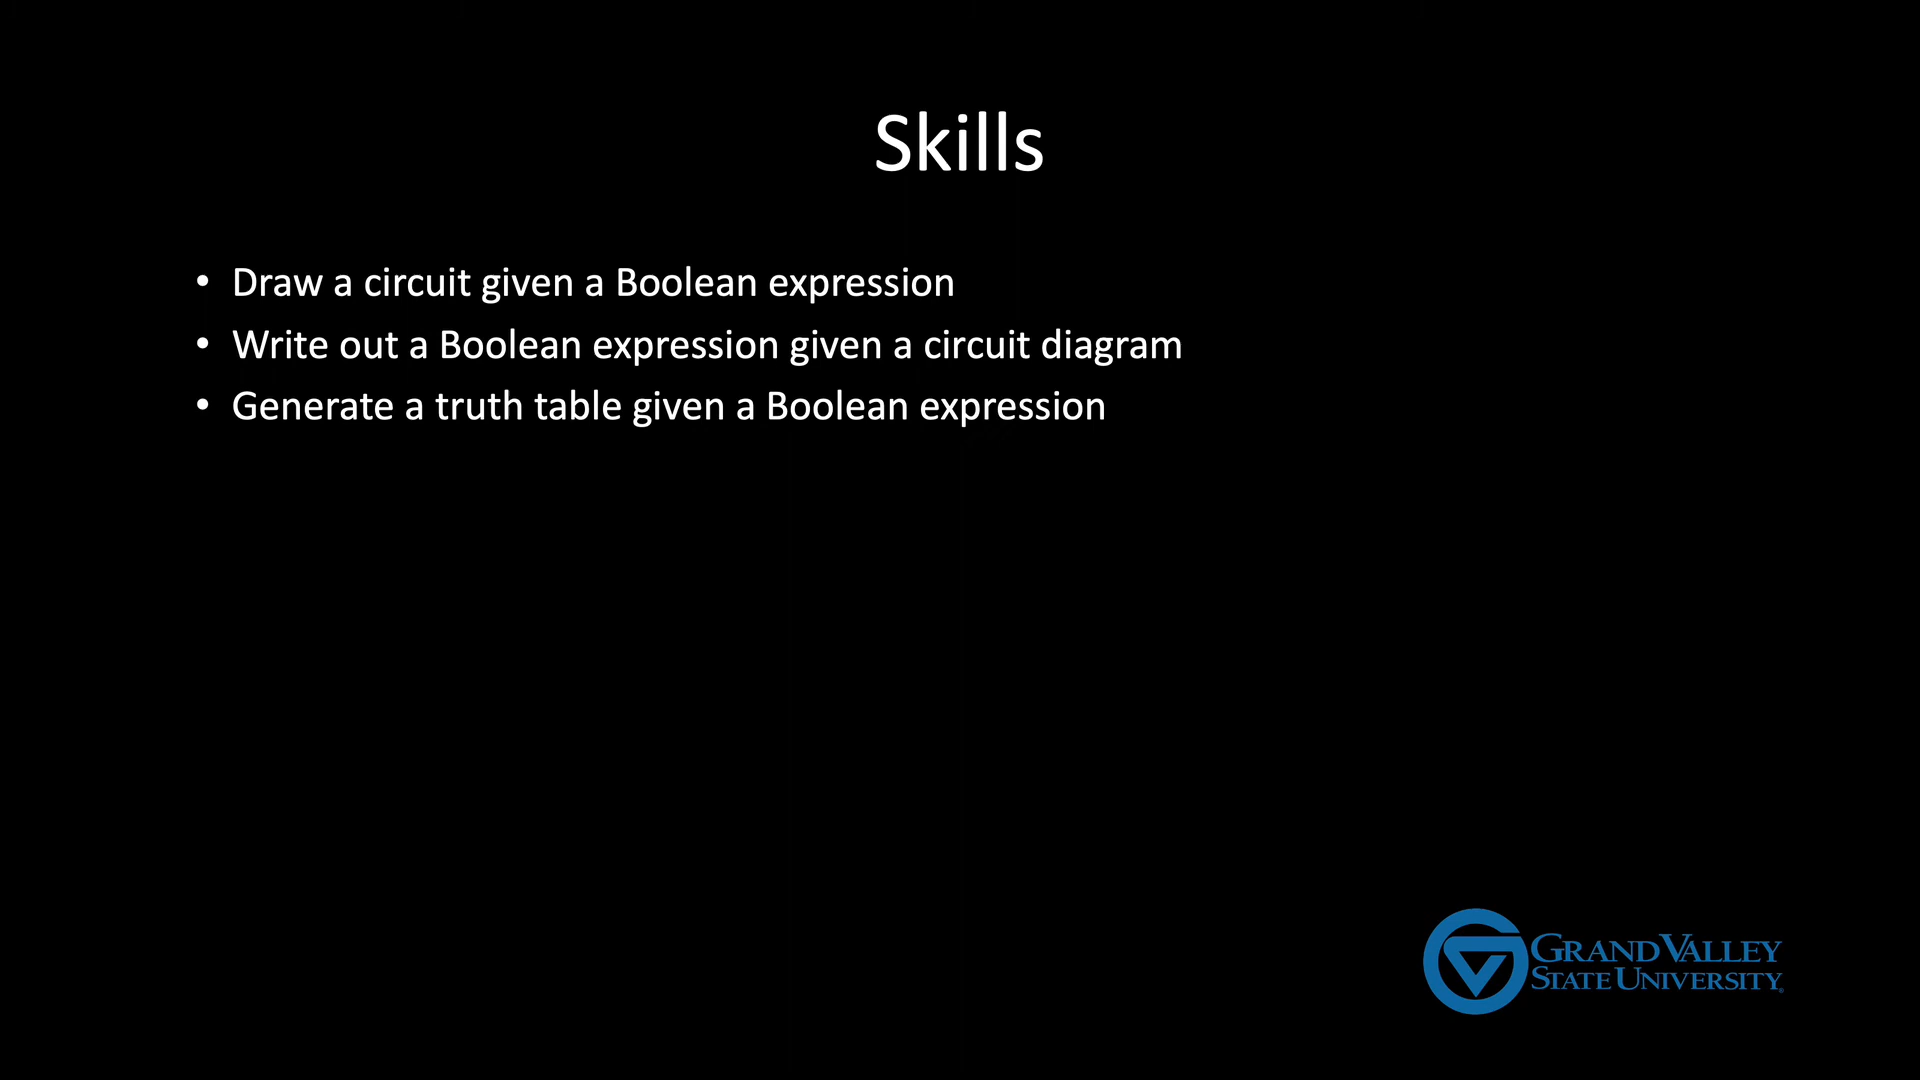 Skills
• Draw a circuit given a Boolean expression
• Write out a Boolean expression given a circuit diagram
• Generate a truth table given a Boolean expression
GRAND VALLEY
STATE UNIVERSITY®